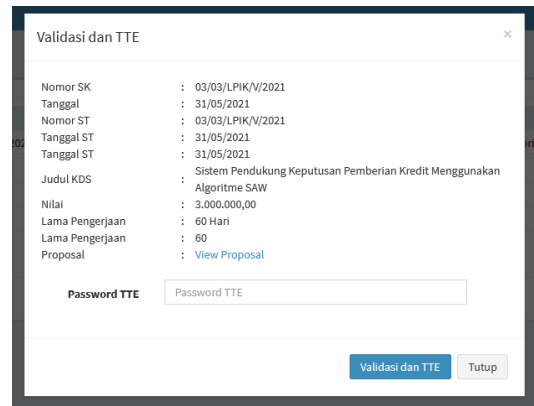 Validasi dan TTE ×
Nomor SK : 03/03/LPIK/V/2021
Tanggal : 31/05/2021
Nomor ST : 03/03/LPIK/V/2021
Tanggal ST : 31/05/2021
Tanggal ST : 31/05/2021
Judul KDS : Sistem Pendukung Keputusan Pemberian Kredit Menggunakan
Algoritme SAW
Nilai : 3.000.000,00
Lama Pengerjaan : 60 Hari
Lama Pengerjaan : 60
Proposal : View Proposal
Password TTE Password TTE
Validasi dan TTE Tutup